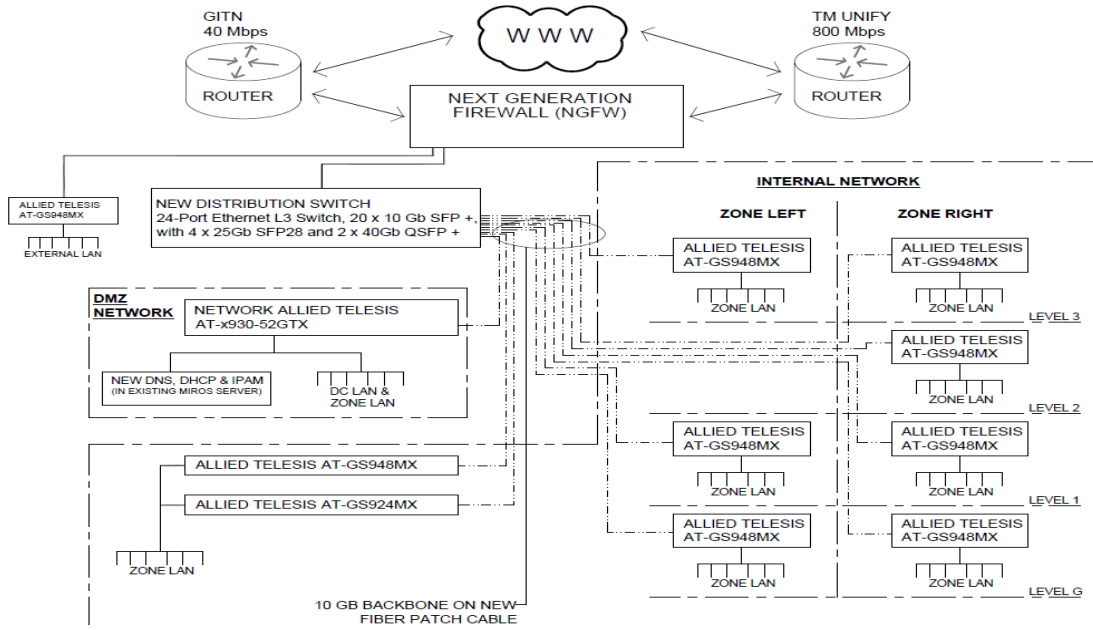 GITN
40 Mbps
ROUTER
W W W
TM UNIFY
800 Mbps
ROUTER
NEXT GENERATION
FIREWALL (NGFW)
ALLIED TELESIS
AT-GS948MX
EXTERNAL LAN
NEW DISTRIBUTION SWITCH
24-Port Ethernet L3 Switch, 20 x 10 Gb SFP +,
with 4 x 25Gb SFP28 and 2 x 40Gb QSFP +
DMZ
NETWORK
NETWORK ALLIED TELESIS
AT-x930-52GTX
NEW DNS, DHCP & IPAM
(IN EXISTING MIROS SERVER)
DC LAN &
ZONE LAN
ALLIED TELESIS AT-GS948MX
ALLIED TELESIS AT-GS924MX
ZONE LAN
10 GB BACKBONE ON NEW
FIBER PATCH CABLE
INTERNAL NETWORK
ZONE LEFT
ZONE RIGHT
ALLIED TELESIS
AT-GS948MX
ZONE LAN
ALLIED TELESIS
AT-GS948MX
ZONE LAN
LEVEL 3
ALLIED TELESIS
AT-GS948MX
ZONE LAN
LEVEL 2
ALLIED TELESIS
AT-GS948MX
ZONE LAN
ALLIED TELESIS
AT-GS948MX
ZONE LAN
LEVEL 1
ALLIED TELESIS
AT-GS948MX
ZONE LAN
ALLIED TELESIS
AT-GS948MX
ZONE LAN
LEVEL G